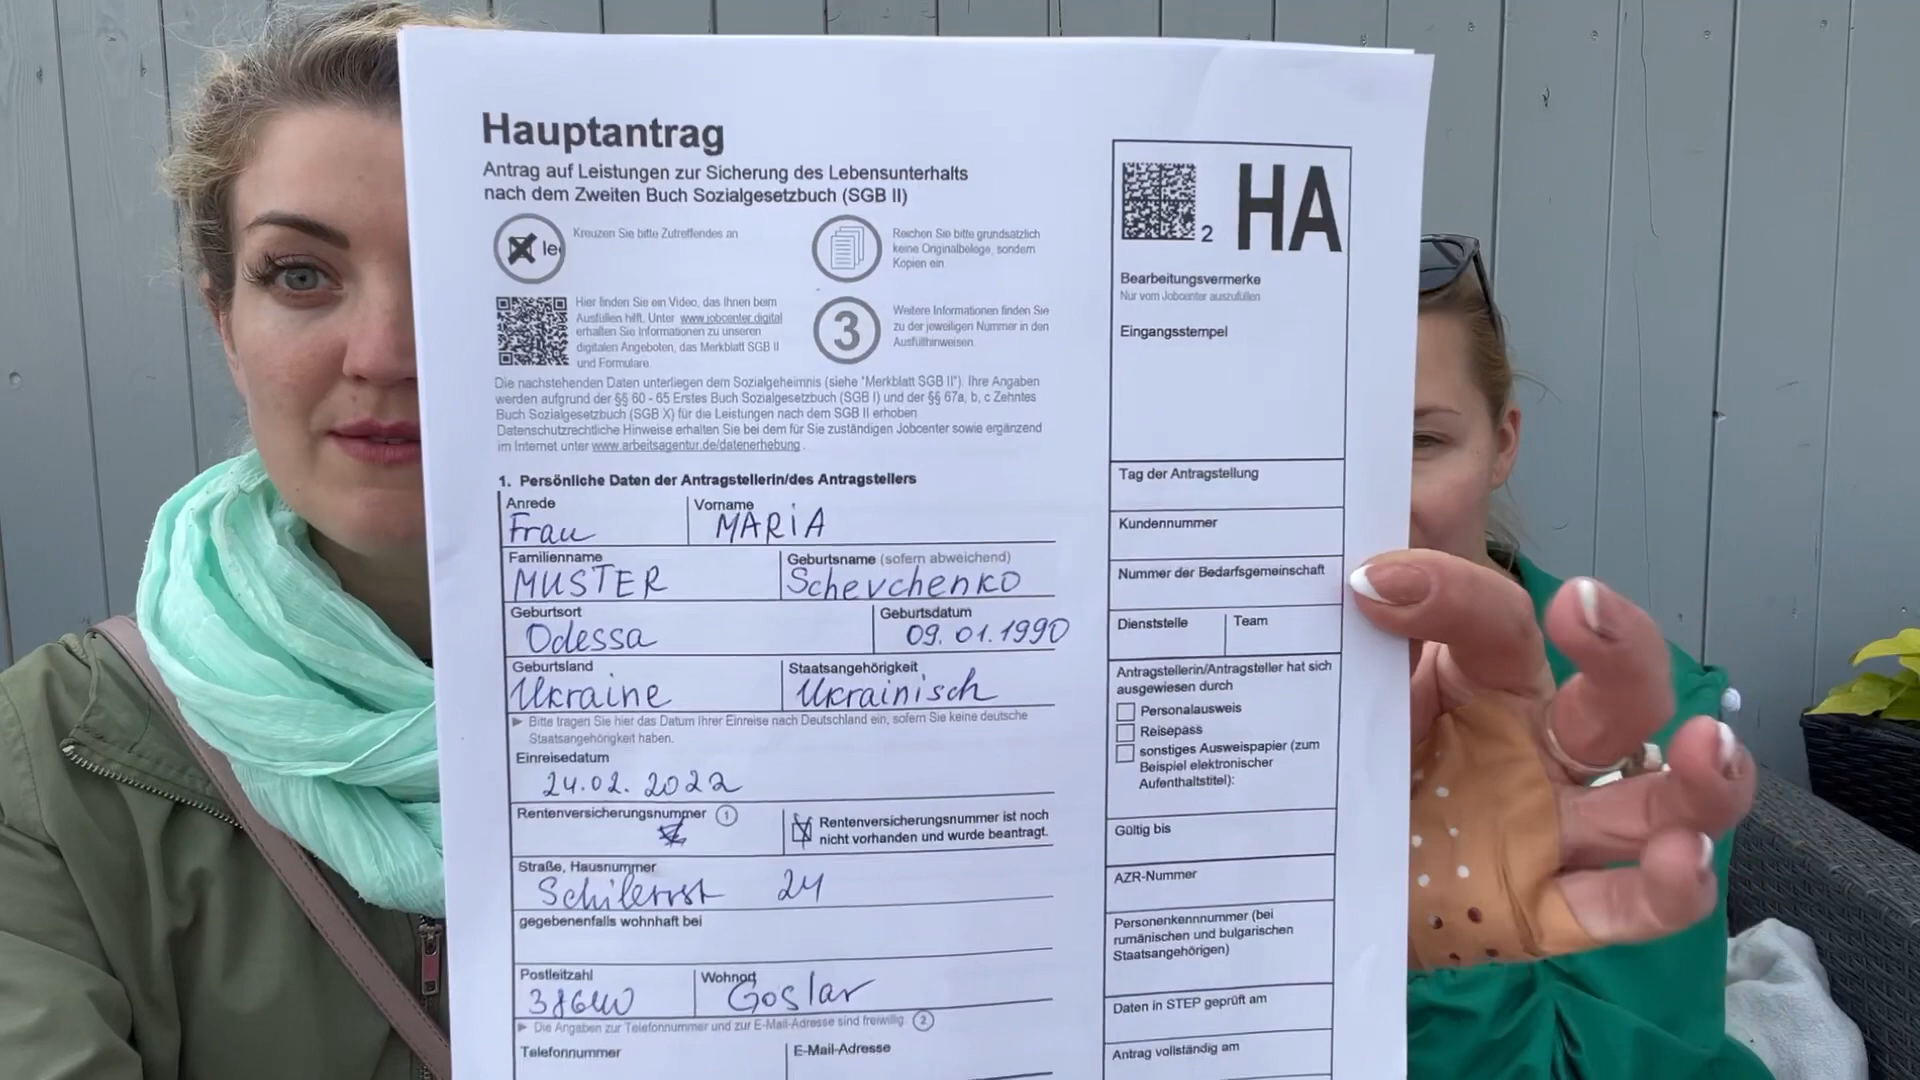 Hauptantrag
Antrag auf Leistungen zur Sicherung des Lebensunterhalts
nach dem Zweiten Buch Sozialgesetzbuch (SGB II)
Kreuzen Sie bitte Zutreffendes an
Reichen Sie bitte grundsätzlich
keine Originalbelege, sondern
Kopien ein.
Hier finden Sie ein Video, das Ihnen beim
Ausfüllen hilft. Unter www.jobcenter.digital
erhalten Sie Informationen zu unseren
digitalen Angeboten, das Merkblatt SGB II
und Formulare.
3
Weitere Informationen finden Sie
zu der jeweiligen Nummer in den
Ausfüllhinweisen.
Die nachstehenden Daten unterliegen dem Sozialgeheimnis (siehe "Merkblatt SGB II"). Ihre Angaben
werden aufgrund der §§ 60 - 65 Erstes Buch Sozialgesetzbuch (SGB I) und der §§ 67a, b, c Zehntes
Buch Sozialgesetzbuch (SGB X) für die Leistungen nach dem SGB II erhoben
Datenschutzrechtliche Hinweise erhalten Sie bei dem für Sie zuständigen Jobcenter sowie ergänzend
im Internet unter www.arbeitsagentur.de/datenerhebung.
1. Persönliche Daten der Antragstellerin/des Antragstellers
Anrede Vorname
Frau MARIA
Familienname Geburtsname (sofern abweichend)
MUSTER Schevchenko
Geburtsort Geburtsdatum
Odessa 09.01.1990
Geburtsland Staatsangehörigkeit
Ukraine Ukrainisch
Bitte tragen Sie hier das Datum Ihrer Einreise nach Deutschland ein, sofern Sie keine deutsche
Staatsangehörigkeit haben.
Einreisedatum
24.02.2022
Rentenversicherungsnummer 1 Rentenversicherungsnummer ist noch
nicht vorhanden und wurde beantragt.
Straße, Hausnummer
Schilerrst 24
gegebenenfalls wohnhaft bei
Postleitzahl Wohnort
38640 Goslar
Die Angaben zur Telefonnummer und zur E-Mail-Adresse sind freiwillig. 2
Telefonnummer E-Mail-Adresse
2 HA
Bearbeitungsvermerke
Nur vom Jobcenter auszufüllen
Eingangsstempel
Tag der Antragstellung
Kundennummer
Nummer der Bedarfsgemeinschaft
Dienststelle Team
Antragstellerin/Antragsteller hat sich
ausgewiesen durch
Personalausweis
Reisepass
sonstiges Ausweispapier (zum
Beispiel elektronischer
Aufenthaltstitel):
Gültig bis
AZR-Nummer
Personenkennnummer (bei
rumänischen und bulgarischen
Staatsangehörigen)
Daten in STEP geprüft am
Antrag vollständig am